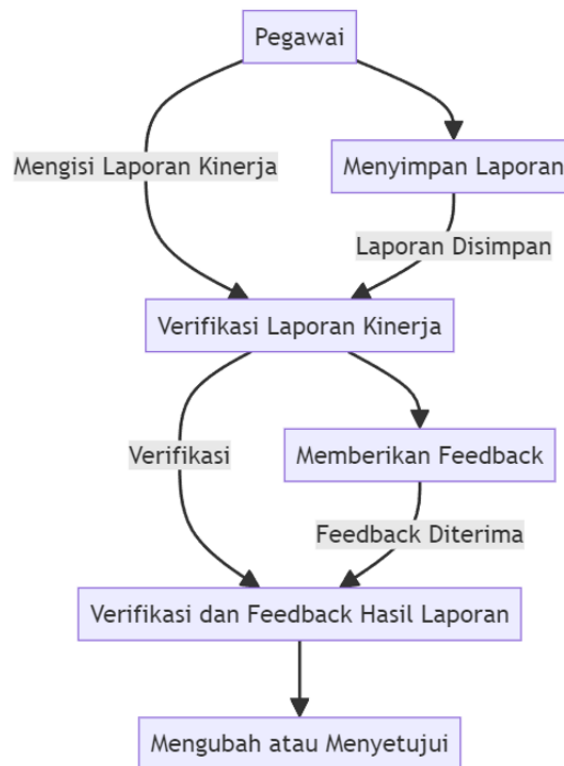 Pegawai
Mengisi Laporan Kinerja
Menyimpan Laporan
Laporan Disimpan
Verifikasi Laporan Kinerja
Verifikasi
Memberikan Feedback
Feedback Diterima
Verifikasi dan Feedback Hasil Laporan
Mengubah atau Menyetujui